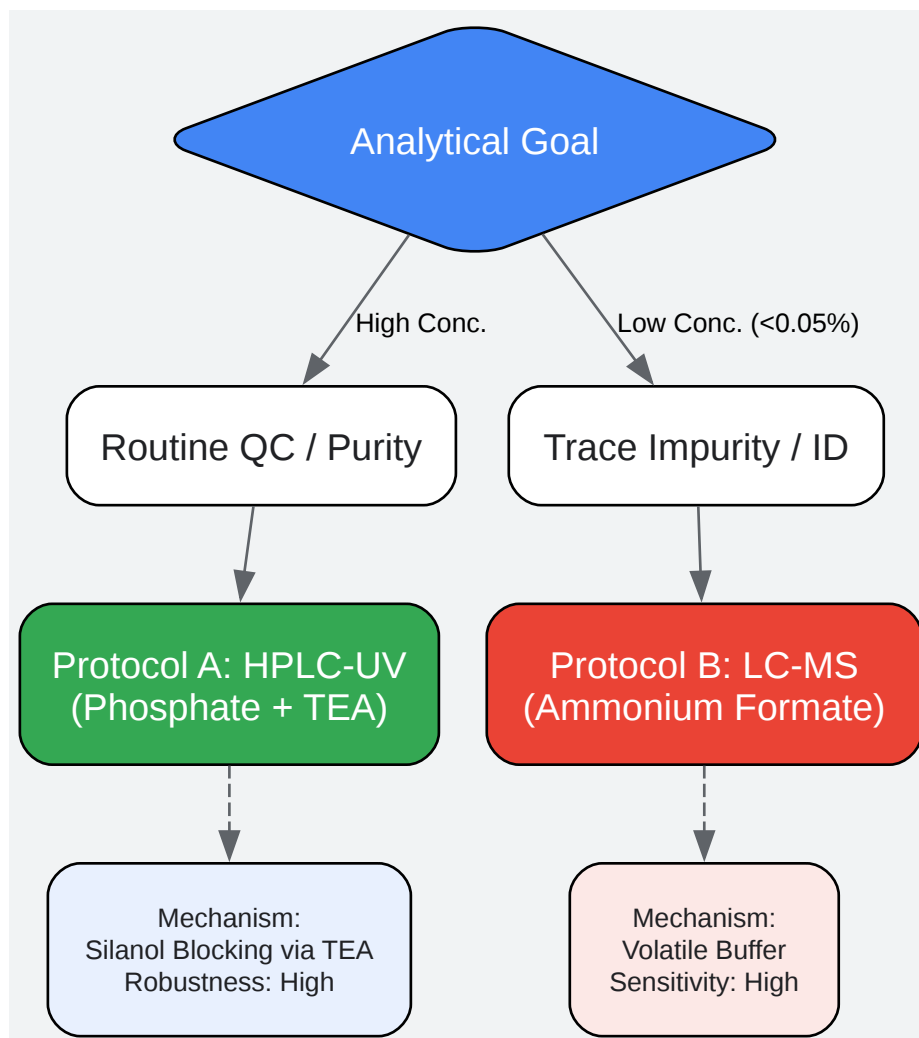 Analytical Goal
High Conc.
Low Conc. (<0.05%)
Routine QC / Purity
Trace Impurity / ID
Protocol A: HPLC-UV
(Phosphate + TEA)
Protocol B: LC-MS
(Ammonium Formate)
Mechanism:
Silanol Blocking via TEA
Robustness: High
Mechanism:
Volatile Buffer
Sensitivity: High